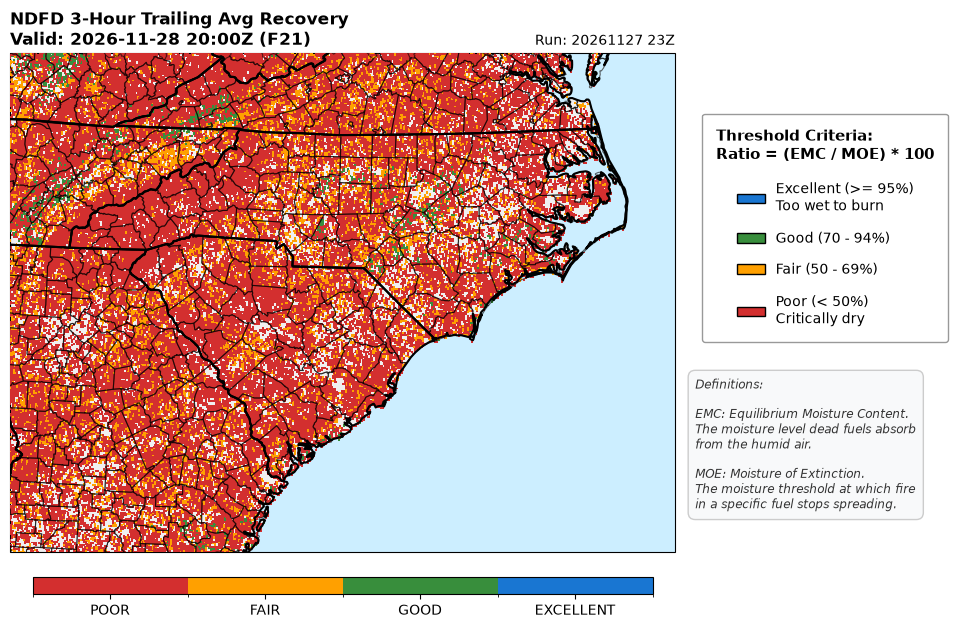 NDFD 3-Hour Trailing Avg Recovery
Valid: 2026-11-28 20:00Z (F21)
Run: 20261127 23Z
Threshold Criteria:
Ratio = (EMC / MOE) * 100
Excellent (>= 95%)
Too wet to burn
Good (70 - 94%)
Fair (50 - 69%)
Poor (< 50%)
Critically dry
Definitions:
EMC: Equilibrium Moisture Content.
The moisture level dead fuels absorb
from the humid air.
MOE: Moisture of Extinction.
The moisture threshold at which fire
in a specific fuel stops spreading.
POOR FAIR GOOD EXCELLENT